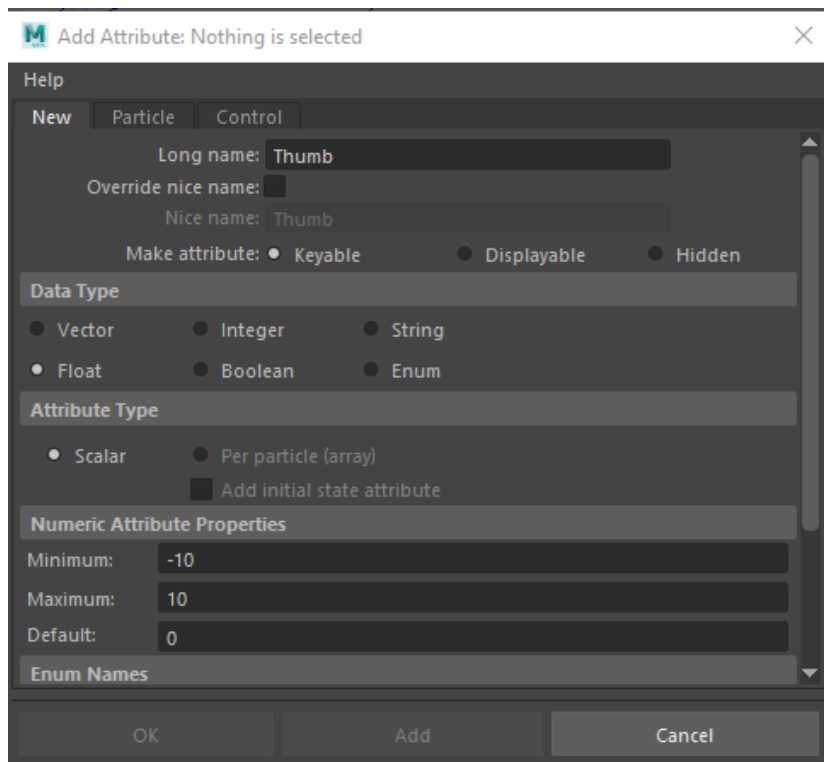 Add Attribute: Nothing is selected
Help
New Particle Control
Long name: Thumb
Override nice name:
Nice name: Thumb
Make attribute: Keyable Displayable Hidden
Data Type
Vector Integer String
Float Boolean Enum
Attribute Type
Scalar Per particle (array)
Add initial state attribute
Numeric Attribute Properties
Minimum: -10
Maximum: 10
Default: 0
Enum Names
OK Add Cancel